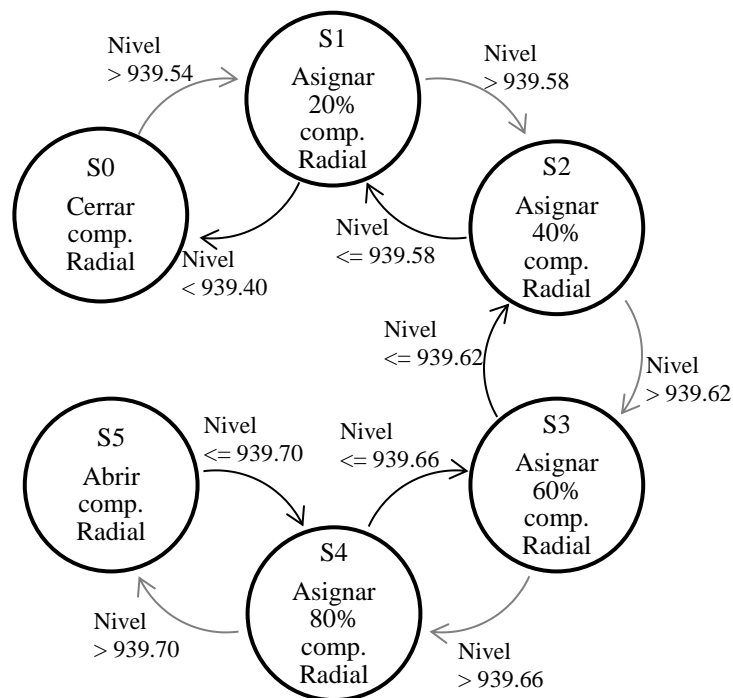 Nivel
> 939.54
S1
Asignar
20%
comp.
Radial
Nivel
> 939.58
S0
Cerrar
comp.
Radial
Nivel
< 939.40
Nivel
<= 939.58
S2
Asignar
40%
comp.
Radial
Nivel
<= 939.62
Nivel
> 939.62
S5
Abrir
comp.
Radial
Nivel
<= 939.70
Nivel
<= 939.66
S3
Asignar
60%
comp.
Radial
S4
Asignar
80%
comp.
Radial
Nivel
> 939.70
Nivel
> 939.66